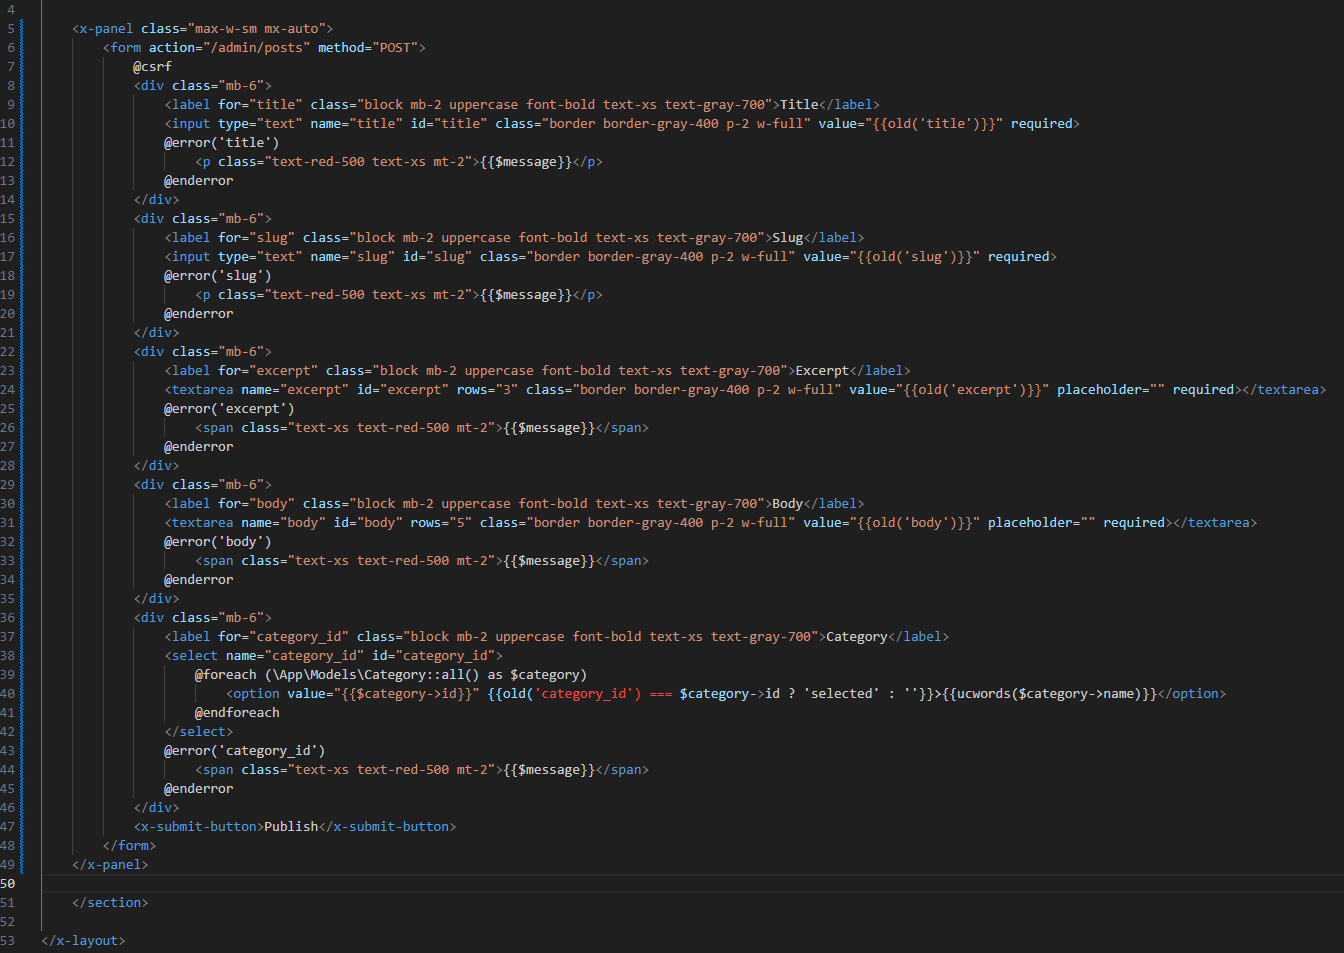 4
5 <x-panel class="max-w-sm mx-auto">
6 <form action="/admin/posts" method="POST">
7 @csrf
8 <div class="mb-6">
9 <label for="title" class="block mb-2 uppercase font-bold text-xs text-gray-700">Title</label>
10 <input type="text" name="title" id="title" class="border border-gray-400 p-2 w-full" value="{{old('title')}}" required>
11 @error('title')
12 <p class="text-red-500 text-xs mt-2">{{$message}}</p>
13 @enderror
14 </div>
15 <div class="mb-6">
16 <label for="slug" class="block mb-2 uppercase font-bold text-xs text-gray-700">Slug</label>
17 <input type="text" name="slug" id="slug" class="border border-gray-400 p-2 w-full" value="{{old('slug')}}" required>
18 @error('slug')
19 <p class="text-red-500 text-xs mt-2">{{$message}}</p>
20 @enderror
21 </div>
22 <div class="mb-6">
23 <label for="excerpt" class="block mb-2 uppercase font-bold text-xs text-gray-700">Excerpt</label>
24 <textarea name="excerpt" id="excerpt" rows="3" class="border border-gray-400 p-2 w-full" value="{{old('excerpt')}}" placeholder="" required></textarea>
25 @error('excerpt')
26 <span class="text-xs text-red-500 mt-2">{{$message}}</span>
27 @enderror
28 </div>
29 <div class="mb-6">
30 <label for="body" class="block mb-2 uppercase font-bold text-xs text-gray-700">Body</label>
31 <textarea name="body" id="body" rows="5" class="border border-gray-400 p-2 w-full" value="{{old('body')}}" placeholder="" required></textarea>
32 @error('body')
33 <span class="text-xs text-red-500 mt-2">{{$message}}</span>
34 @enderror
35 </div>
36 <div class="mb-6">
37 <label for="category_id" class="block mb-2 uppercase font-bold text-xs text-gray-700">Category</label>
38 <select name="category_id" id="category_id">
39 @foreach (\App\Models\Category::all() as $category)
40 <option value="{{$category->id}}" {{old('category_id') === $category->id ? 'selected' : ''}}>{{ucwords($category->name)}}</option>
41 @endforeach
42 </select>
43 @error('category_id')
44 <span class="text-xs text-red-500 mt-2">{{$message}}</span>
45 @enderror
46 </div>
47 <x-submit-button>Publish</x-submit-button>
48 </form>
49 </x-panel>
50
51 </section>
52
53 </x-layout>